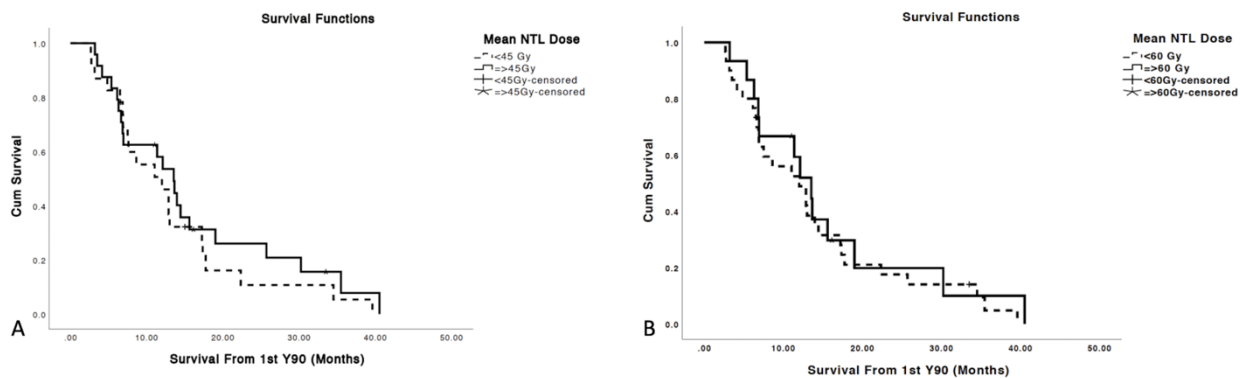 Survival Functions
Mean NTL Dose
<45 Gy
=>45Gy
<45Gy-censored
=>45Gy-censored
1.0
0.8
0.6
0.4
0.2
0.0
Cum Survival
.00 10.00 20.00 30.00 40.00 50.00
Survival From 1st Y90 (Months)
A
Survival Functions
Mean NTL Dose
<60 Gy
=>60 Gy
<60Gy-censored
=>60Gy-censored
1.0
0.8
0.6
0.4
0.2
0.0
Cum Survival
.00 10.00 20.00 30.00 40.00 50.00
Survival From 1st Y90 (Months)
B